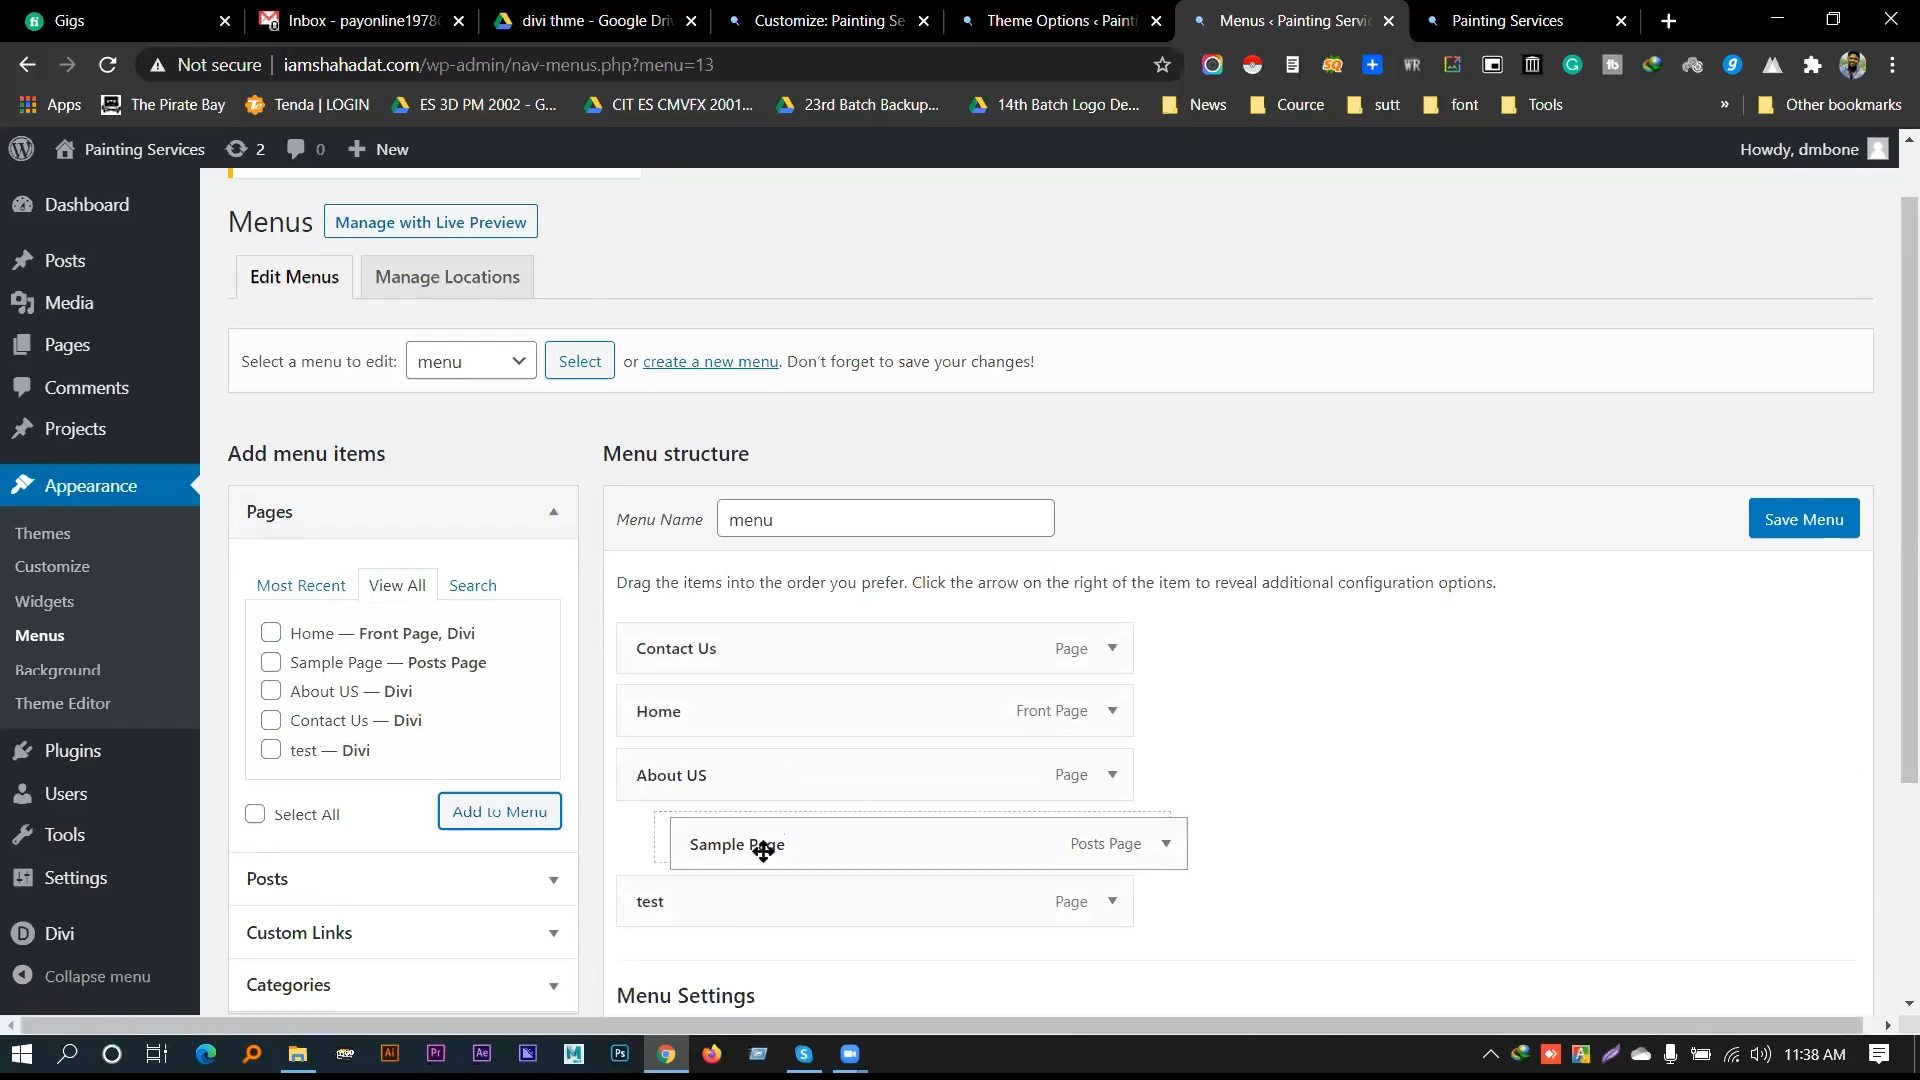 Gigs
Inbox - payonline1978
divi thme - Google Dri
Customize: Painting Se
Theme Options ‹ Painti
Menus ‹ Painting Servic
Painting Services
Not secure
iamshahadat.com/wp-admin/nav-menus.php?menu=13
Apps
The Pirate Bay
Tenda | LOGIN
ES 3D PM 2002 - G...
CIT ES CMVFX 2001...
23rd Batch Backup...
14th Batch Logo De...
News
Cource
sutt
font
Tools
Other bookmarks
Painting Services
2
0
New
Howdy, dmbone
Dashboard
Posts
Media
Pages
Comments
Projects
Appearance
Themes
Customize
Widgets
Menus
Background
Theme Editor
Plugins
Users
Tools
Settings
Divi
Collapse menu
Menus
Manage with Live Preview
Edit Menus
Manage Locations
Select a menu to edit:
menu
Select
or create a new menu. Don't forget to save your changes!
Add menu items
Pages
Most Recent
View All
Search
Home — Front Page, Divi
Sample Page — Posts Page
About US — Divi
Contact Us — Divi
test — Divi
Select All
Add to Menu
Posts
Custom Links
Categories
Menu structure
Menu Name
menu
Save Menu
Drag the items into the order you prefer. Click the arrow on the right of the item to reveal additional configuration options.
Contact Us
Page
Home
Front Page
About US
Page
Sample Page
Posts Page
test
Page
Menu Settings
11:38 AM